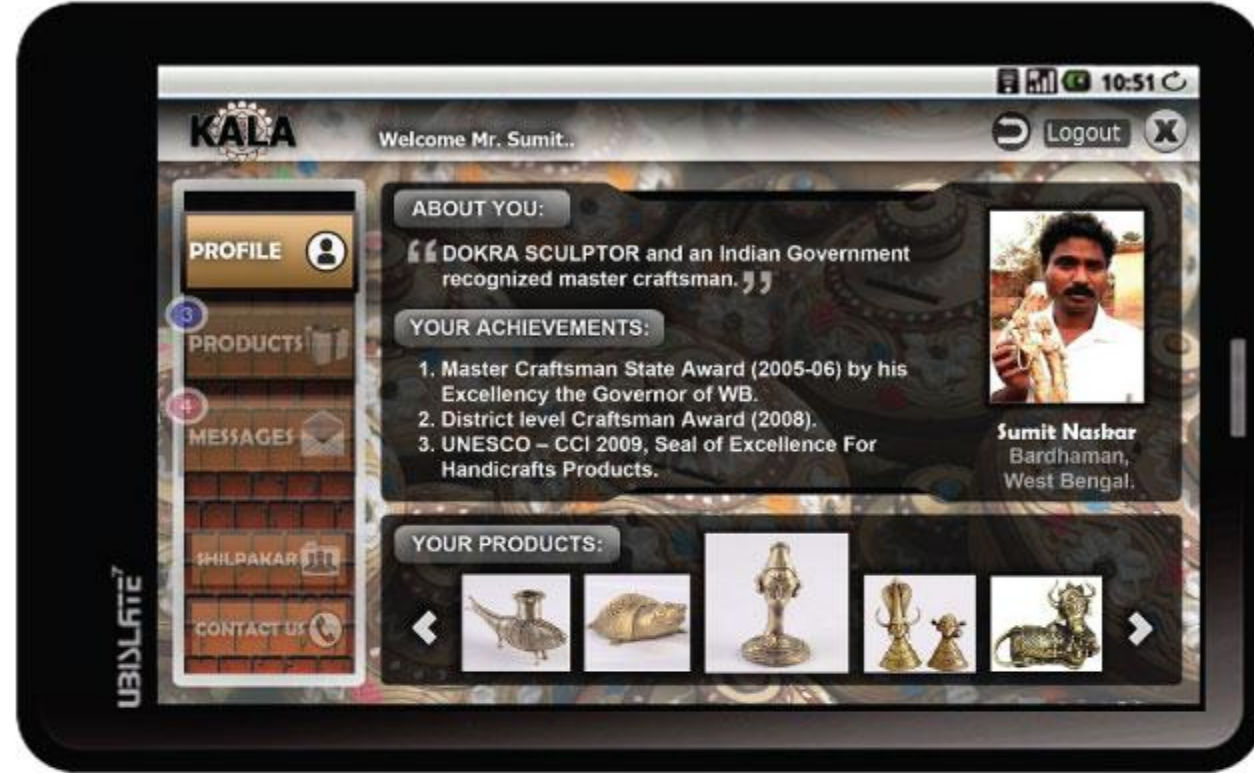 10:51
KALA
Welcome Mr. Sumit..
Logout
X
PROFILE
3
PRODUCTS
4
MESSAGES
SHILPAKAR
CONTACT US
ABOUT YOU:
“ DOKRA SCULPTOR and an Indian Government
recognized master craftsman. ”
YOUR ACHIEVEMENTS:
1. Master Craftsman State Award (2005-06) by his
Excellency the Governor of WB.
2. District level Craftsman Award (2008).
3. UNESCO – CCI 2009, Seal of Excellence For
Handicrafts Products.
Sumit Naskar
Bardhaman,
West Bengal.
YOUR PRODUCTS:
UBISLATE7